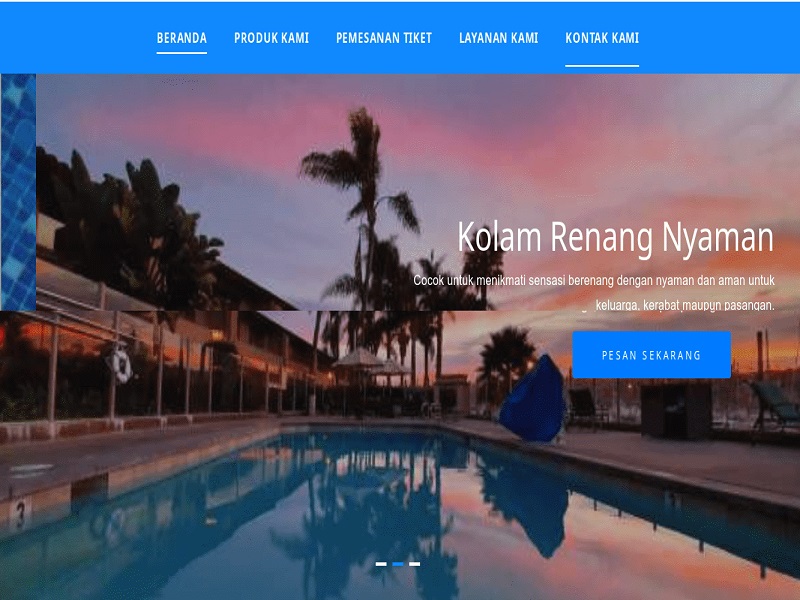 BERANDA PRODUK KAMI PEMESANAN TIKET LAYANAN KAMI KONTAK KAMI
Kolam Renang Nyaman
Cocok untuk menikmati sensasi berenang dengan nyaman dan aman untuk
keluarga, kerabat maupun pasangan.
PESAN SEKARANG
3